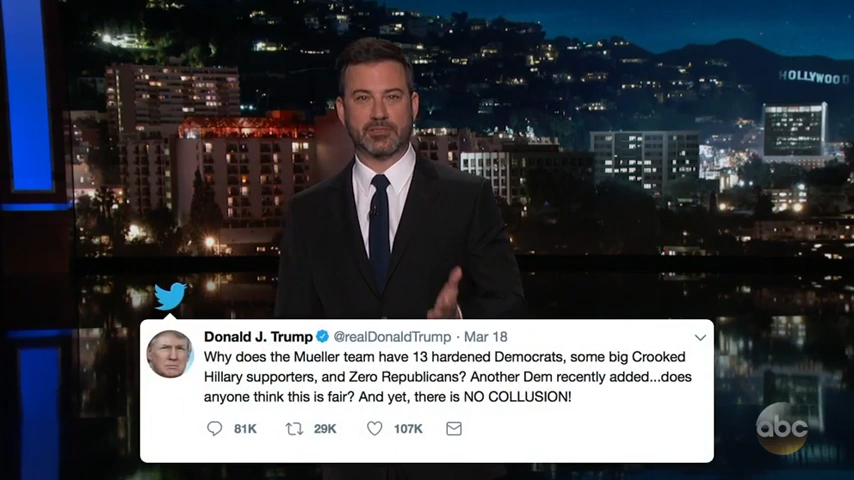 HOLLYWOOD
Donald J. Trump @realDonaldTrump · Mar 18
Why does the Mueller team have 13 hardened Democrats, some big Crooked
Hillary supporters, and Zero Republicans? Another Dem recently added...does
anyone think this is fair? And yet, there is NO COLLUSION!
81K 29K 107K
abc